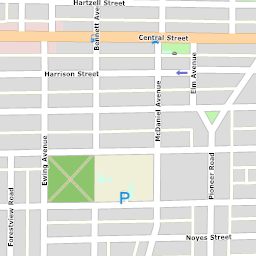 Hartzell Street
Bennett Avenue
Central Street
Elm Avenue
Harrison Street
McDaniel Avenue
Ewing Avenue
Pioneer Road
P
Forestview Road
Noyes Street